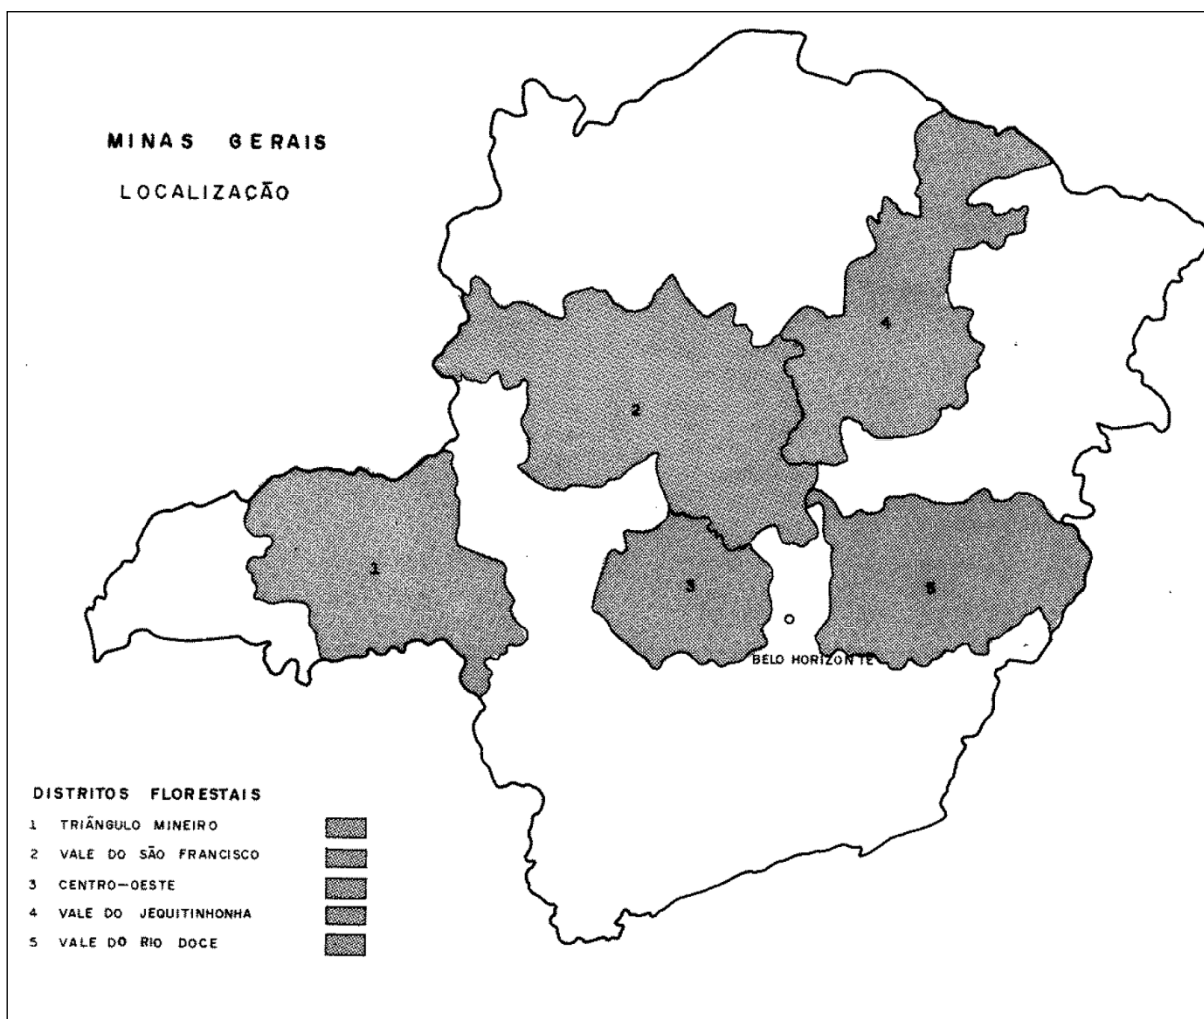 MINAS GERAIS
LOCALIZAÇÃO
4
2
1
3
5
BELO HORIZONTE
DISTRITOS FLORESTAIS
1 TRIÂNGULO MINEIRO
2 VALE DO SÃO FRANCISCO
3 CENTRO-OESTE
4 VALE DO JEQUITINHONHA
5 VALE DO RIO DOCE